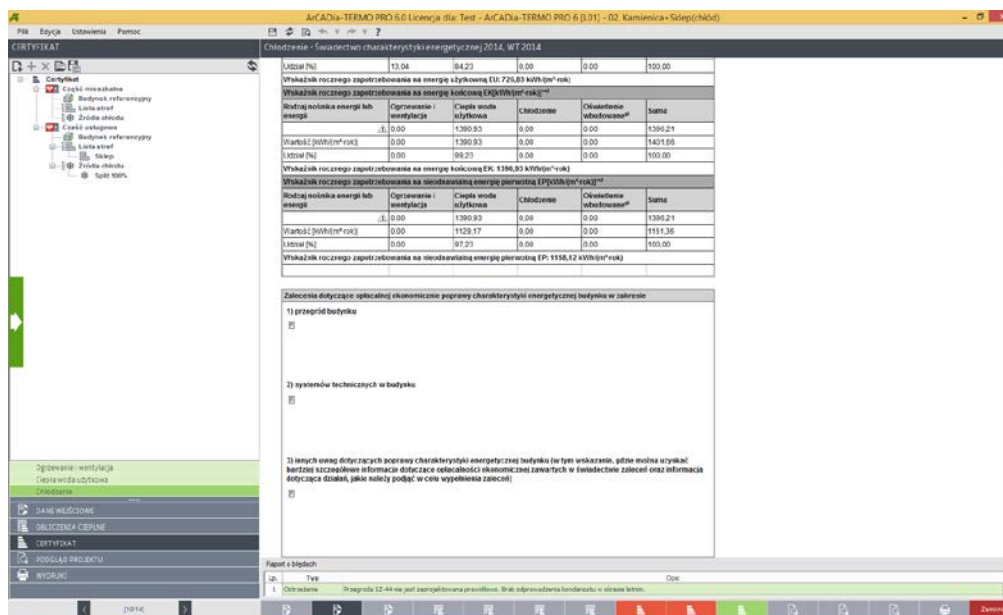 ArCADia-TERMO PRO 6.0 Licencja dla: Test - ArCADia-TERMO PRO 6 [L01] - 02. Kamienica+Sklep(chłód)
Plik Edycja Ustawienia Pomoc
CERTYFIKAT
Chłodzenie - Świadectwo charakterystyki energetycznej 2014, WT 2014
Certyfikat
Część mieszkalna
Budynek referencyjny
Lista stref
Źródła chłodu
Część usługowa
Budynek referencyjny
Lista stref
Sklep
Źródła chłodu
Split 100%
Udział [%] 13.04 84,23 0,00 0.00 100,00
Wskaźnik rocznego zapotrzebowania na energię użytkową EU: 726,83 kWh/(m²·rok)
Wskaźnik rocznego zapotrzebowania na energię końcową EK[kWh/(m²·rok)]
Rodzaj nośnika energii lub energii Ogrzewanie i wentylacja Ciepła woda użytkowa Chłodzenie Oświetlenie wbudowane Suma
0.00 1390,93 0,00 0.00 1396,21
Wartość [kWh/(m²·rok)] 0.00 1390,93 0,00 0.00 1401,66
Udział [%] 0.00 99,23 0,00 0.00 100,00
Wskaźnik rocznego zapotrzebowania na energię końcową EK: 1396,93 kWh/(m²·rok)
Wskaźnik rocznego zapotrzebowania na nieodnawialną energię pierwotną EP[kWh/(m²·rok)]
Rodzaj nośnika energii lub energii Ogrzewanie i wentylacja Ciepła woda użytkowa Chłodzenie Oświetlenie wbudowane Suma
0.00 1390,93 0,00 0.00 1396,21
Wartość [kWh/(m²·rok)] 0.00 1129,17 0,00 0.00 1151,36
Udział [%] 0.00 97,23 0,00 0.00 100,00
Wskaźnik rocznego zapotrzebowania na nieodnawialną energię pierwotną EP: 1158,12 kWh/(m²·rok)
Zalecenia dotyczące opłacalnej ekonomicznie poprawy charakterystyki energetycznej budynku w zakresie
1) przegród budynku
2) systemów technicznych w budynku
3) innych uwag dotyczących poprawy charakterystyki energetycznej budynku (w tym wskazanie, gdzie można uzyskać
bardziej szczegółowe informacje dotyczące opłacalności ekonomicznej zawartych w świadectwie zaleceń oraz informacja
dotycząca działań, jakie należy podjąć w celu wypełnienia zaleceń)
Ogrzewanie i wentylacja
Ciepła woda użytkowa
Chłodzenie
DANE WEJŚCIOWE
OBLICZENIA CIEPLNE
CERTYFIKAT
PODGLĄD PROJEKTU
WYDRUKI
Raport o błędach
Lp. Typ Opis
1 Ostrzeżenie Przegroda SZ-44 nie jest zaprojektowana prawidłowo. Brak odprowadzenia kondensatu w okresie letnim.
(10/14)